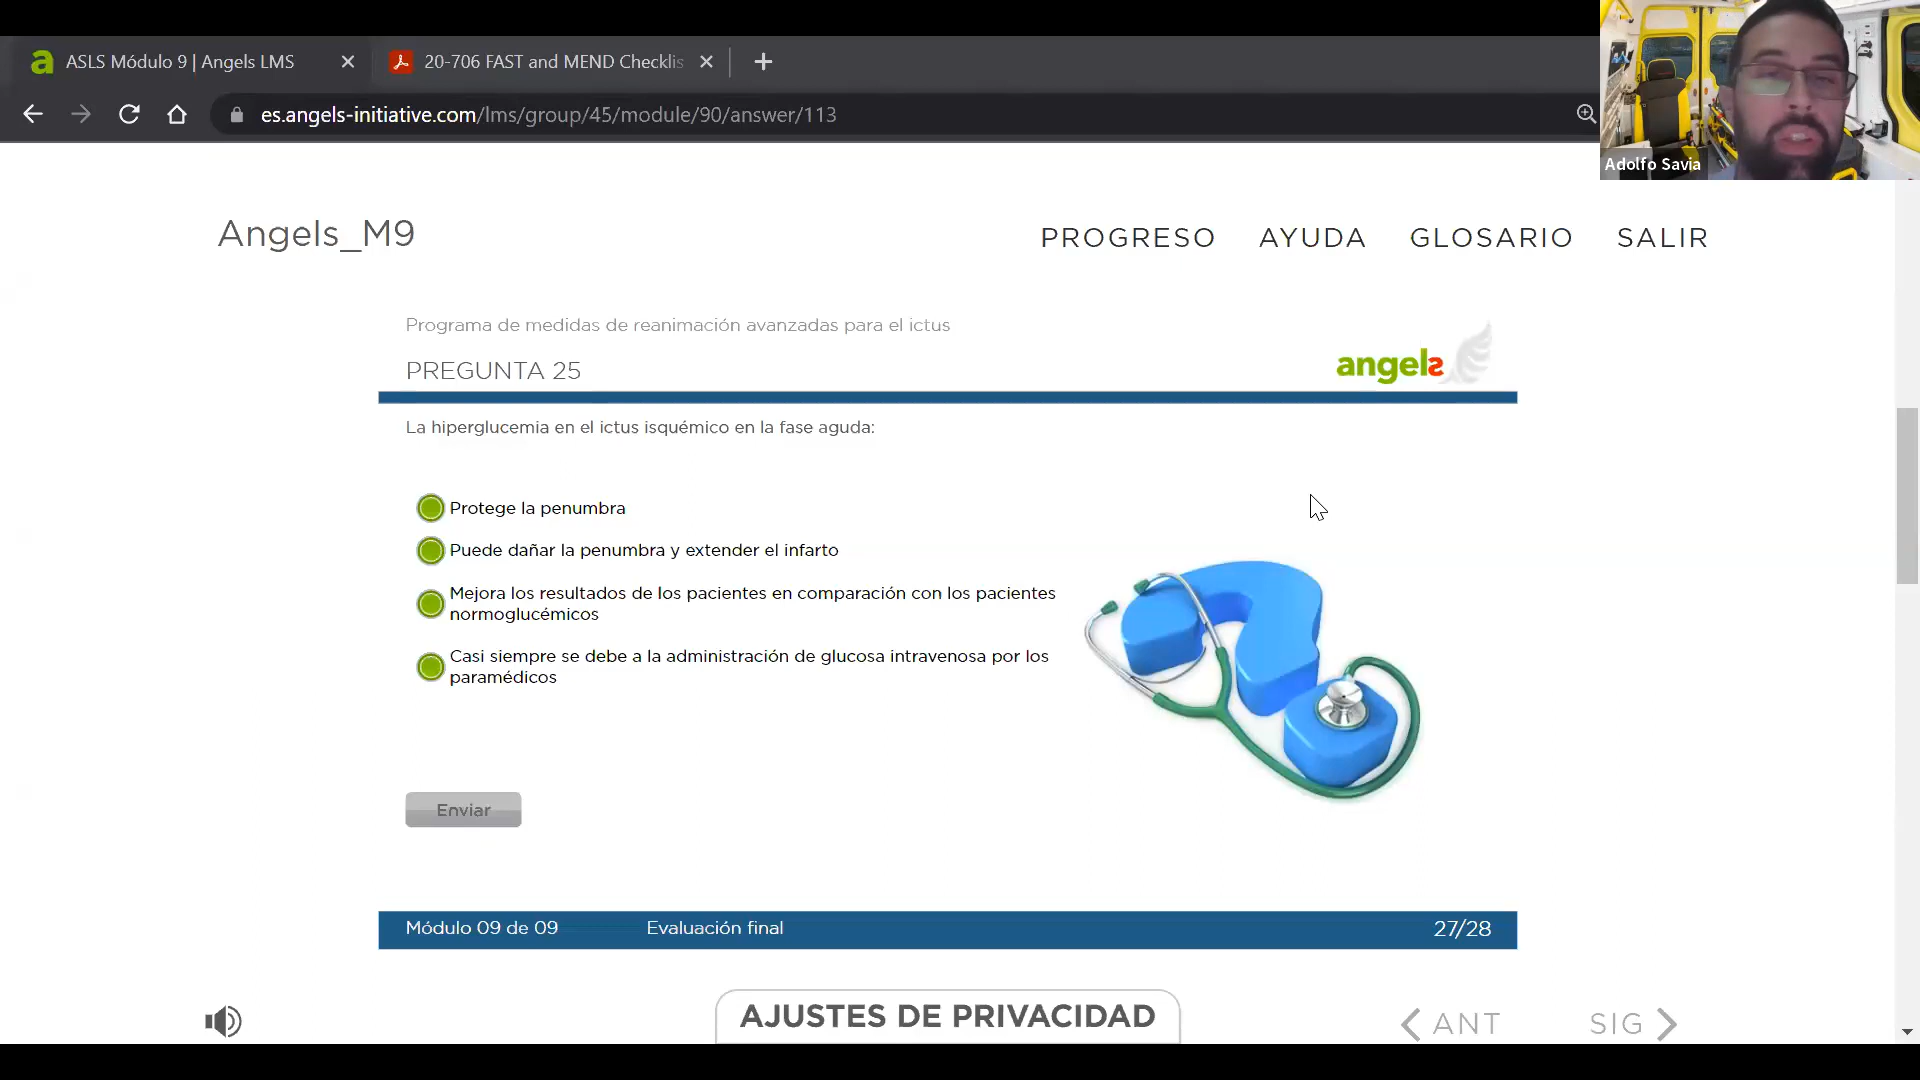 ASLS Módulo 9 | Angels LMS
20-706 FAST and MEND Checklis
es.angels-initiative.com/lms/group/45/module/90/answer/113
Adolfo Savia
Angels_M9
PROGRESO AYUDA GLOSARIO SALIR
Programa de medidas de reanimación avanzadas para el ictus
PREGUNTA 25
angels
La hiperglucemia en el ictus isquémico en la fase aguda:
Protege la penumbra
Puede dañar la penumbra y extender el infarto
Mejora los resultados de los pacientes en comparación con los pacientes
normoglucémicos
Casi siempre se debe a la administración de glucosa intravenosa por los
paramédicos
Enviar
Módulo 09 de 09 Evaluación final 27/28
AJUSTES DE PRIVACIDAD
ANT SIG